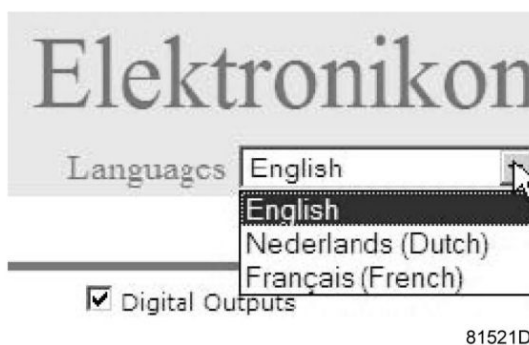 Elektronikon
Languages English
English
Nederlands (Dutch)
Français (French)
Digital Outputs
81521D